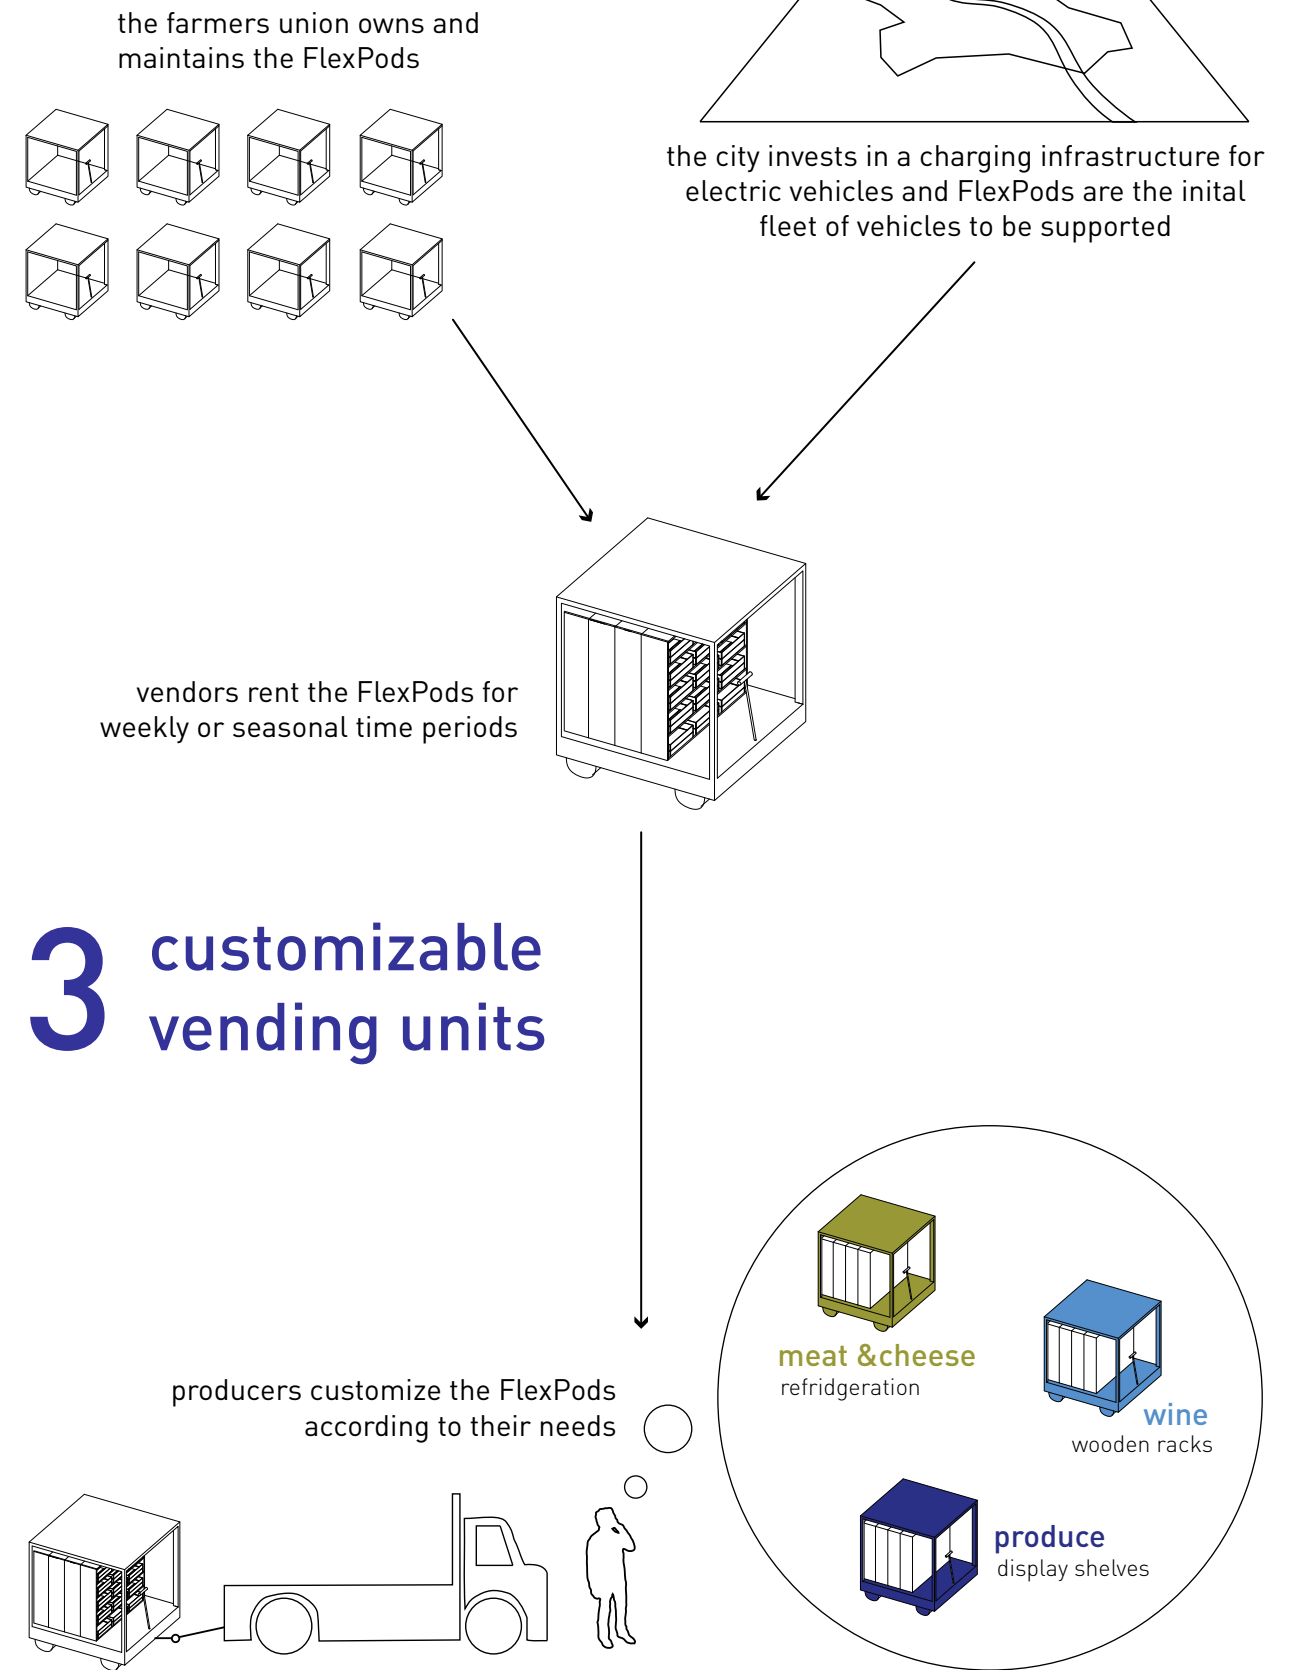 the farmers union owns and
maintains the FlexPods
the city invests in a charging infrastructure for
electric vehicles and FlexPods are the inital
fleet of vehicles to be supported
vendors rent the FlexPods for
weekly or seasonal time periods
3 customizable
vending units
producers customize the FlexPods
according to their needs
meat &cheese
refridgeration
wine
wooden racks
produce
display shelves